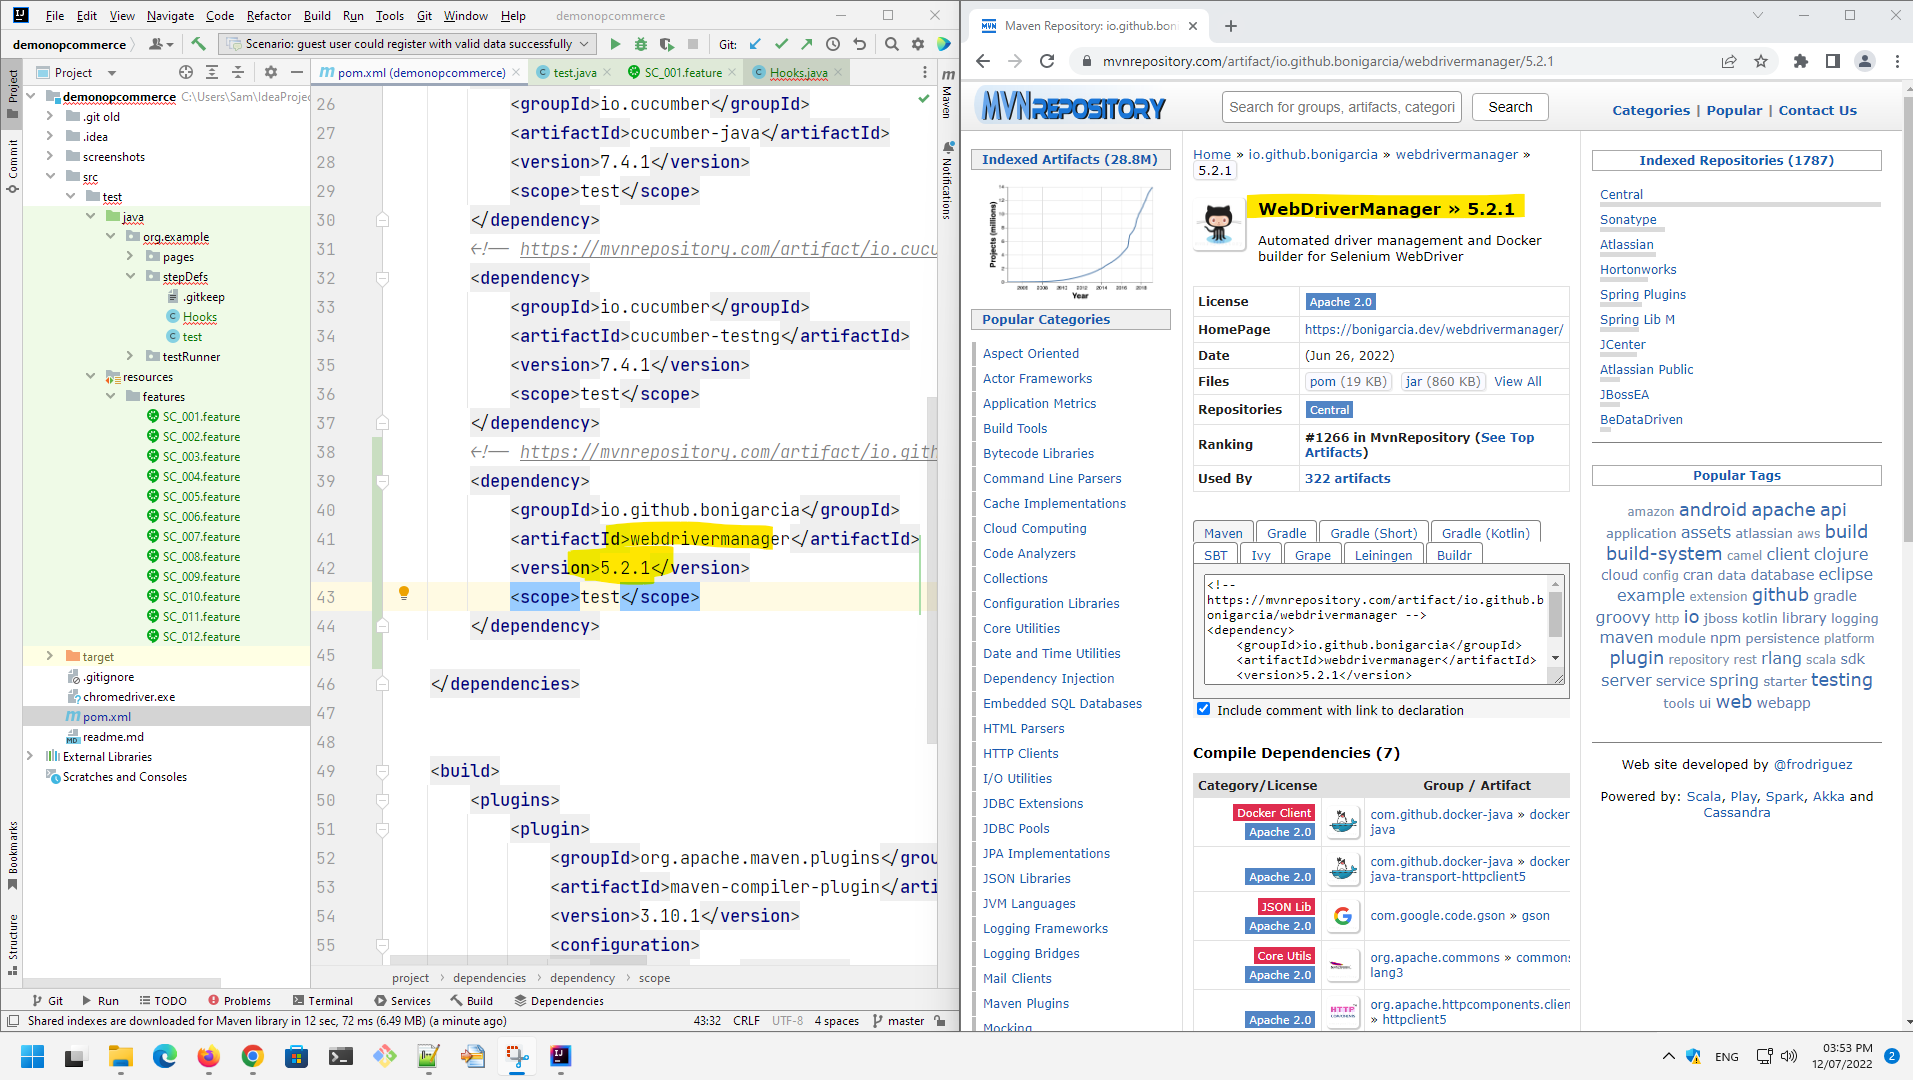 File Edit View Navigate Code Refactor Build Run Tools Git Window Help demonopcommerce
demonopcommerce
Scenario: guest user could register with valid data successfully
Git:
Project
pom.xml (demonopcommerce)
test.java
SC_001.feature
Hooks.java
Project
Commit
Bookmarks
Structure
demonopcommerce C:\Users\Sam\IdeaProjec
.git old
.idea
screenshots
src
test
java
org.example
pages
stepDefs
.gitkeep
Hooks
test
testRunner
resources
features
SC_001.feature
SC_002.feature
SC_003.feature
SC_004.feature
SC_005.feature
SC_006.feature
SC_007.feature
SC_008.feature
SC_009.feature
SC_010.feature
SC_011.feature
SC_012.feature
target
.gitignore
chromedriver.exe
pom.xml
readme.md
External Libraries
Scratches and Consoles
26 <groupId>io.cucumber</groupId>
27 <artifactId>cucumber-java</artifactId>
28 <version>7.4.1</version>
29 <scope>test</scope>
30 </dependency>
31 <!-- https://mvnrepository.com/artifact/io.cucu
32 <dependency>
33 <groupId>io.cucumber</groupId>
34 <artifactId>cucumber-testng</artifactId>
35 <version>7.4.1</version>
36 <scope>test</scope>
37 </dependency>
38 <!-- https://mvnrepository.com/artifact/io.gith
39 <dependency>
40 <groupId>io.github.bonigarcia</groupId>
41 <artifactId>webdrivermanager</artifactId>
42 <version>5.2.1</version>
43 <scope>test</scope>
44 </dependency>
45
46 </dependencies>
47
48
49 <build>
50 <plugins>
51 <plugin>
52 <groupId>org.apache.maven.plugins</grou
53 <artifactId>maven-compiler-plugin</arti
54 <version>3.10.1</version>
55 <configuration>
Maven
Notifications
project › dependencies › dependency › scope
Git Run TODO Problems Terminal Services Build Dependencies
Shared indexes are downloaded for Maven library in 12 sec, 72 ms (6.49 MB) (a minute ago)
43:32 CRLF UTF-8 4 spaces master
Maven Repository: io.github.boni
mvnrepository.com/artifact/io.github.bonigarcia/webdrivermanager/5.2.1
MVNREPOSITORY
Search for groups, artifacts, categori
Search
Categories | Popular | Contact Us
Indexed Artifacts (28.8M)
Projects (millions)
Year
Popular Categories
Aspect Oriented
Actor Frameworks
Application Metrics
Build Tools
Bytecode Libraries
Command Line Parsers
Cache Implementations
Cloud Computing
Code Analyzers
Collections
Configuration Libraries
Core Utilities
Date and Time Utilities
Dependency Injection
Embedded SQL Databases
HTML Parsers
HTTP Clients
I/O Utilities
JDBC Extensions
JDBC Pools
JPA Implementations
JSON Libraries
JVM Languages
Logging Frameworks
Logging Bridges
Mail Clients
Maven Plugins
Mocking
Home » io.github.bonigarcia » webdrivermanager »
5.2.1
WebDriverManager » 5.2.1
Automated driver management and Docker
builder for Selenium WebDriver
License Apache 2.0
HomePage https://bonigarcia.dev/webdrivermanager/
Date (Jun 26, 2022)
Files pom (19 KB) jar (860 KB) View All
Repositories Central
Ranking #1266 in MvnRepository (See Top
Artifacts)
Used By 322 artifacts
Maven Gradle Gradle (Short) Gradle (Kotlin)
SBT Ivy Grape Leiningen Buildr
<!--
https://mvnrepository.com/artifact/io.github.b
onigarcia/webdrivermanager -->
<dependency>
<groupId>io.github.bonigarcia</groupId>
<artifactId>webdrivermanager</artifactId>
<version>5.2.1</version>
Include comment with link to declaration
Compile Dependencies (7)
Category/License Group / Artifact
Docker Client
Apache 2.0
com.github.docker-java » docker
java
Apache 2.0
com.github.docker-java » docker
java-transport-httpclient5
JSON Lib
Apache 2.0
com.google.code.gson » gson
Core Utils
Apache 2.0
org.apache.commons » commons
lang3
HTTP
Apache 2.0
org.apache.httpcomponents.clien
» httpclient5
Indexed Repositories (1787)
Central
Sonatype
Atlassian
Hortonworks
Spring Plugins
Spring Lib M
JCenter
Atlassian Public
JBossEA
BeDataDriven
Popular Tags
amazon android apache api
application assets atlassian aws build
build-system camel client clojure
cloud config cran data database eclipse
example extension github gradle
groovy http io jboss kotlin library logging
maven module npm persistence platform
plugin repository rest rlang scala sdk
server service spring starter testing
tools ui web webapp
Web site developed by @frodriguez
Powered by: Scala, Play, Spark, Akka and
Cassandra
ENG
03:53 PM
12/07/2022
2